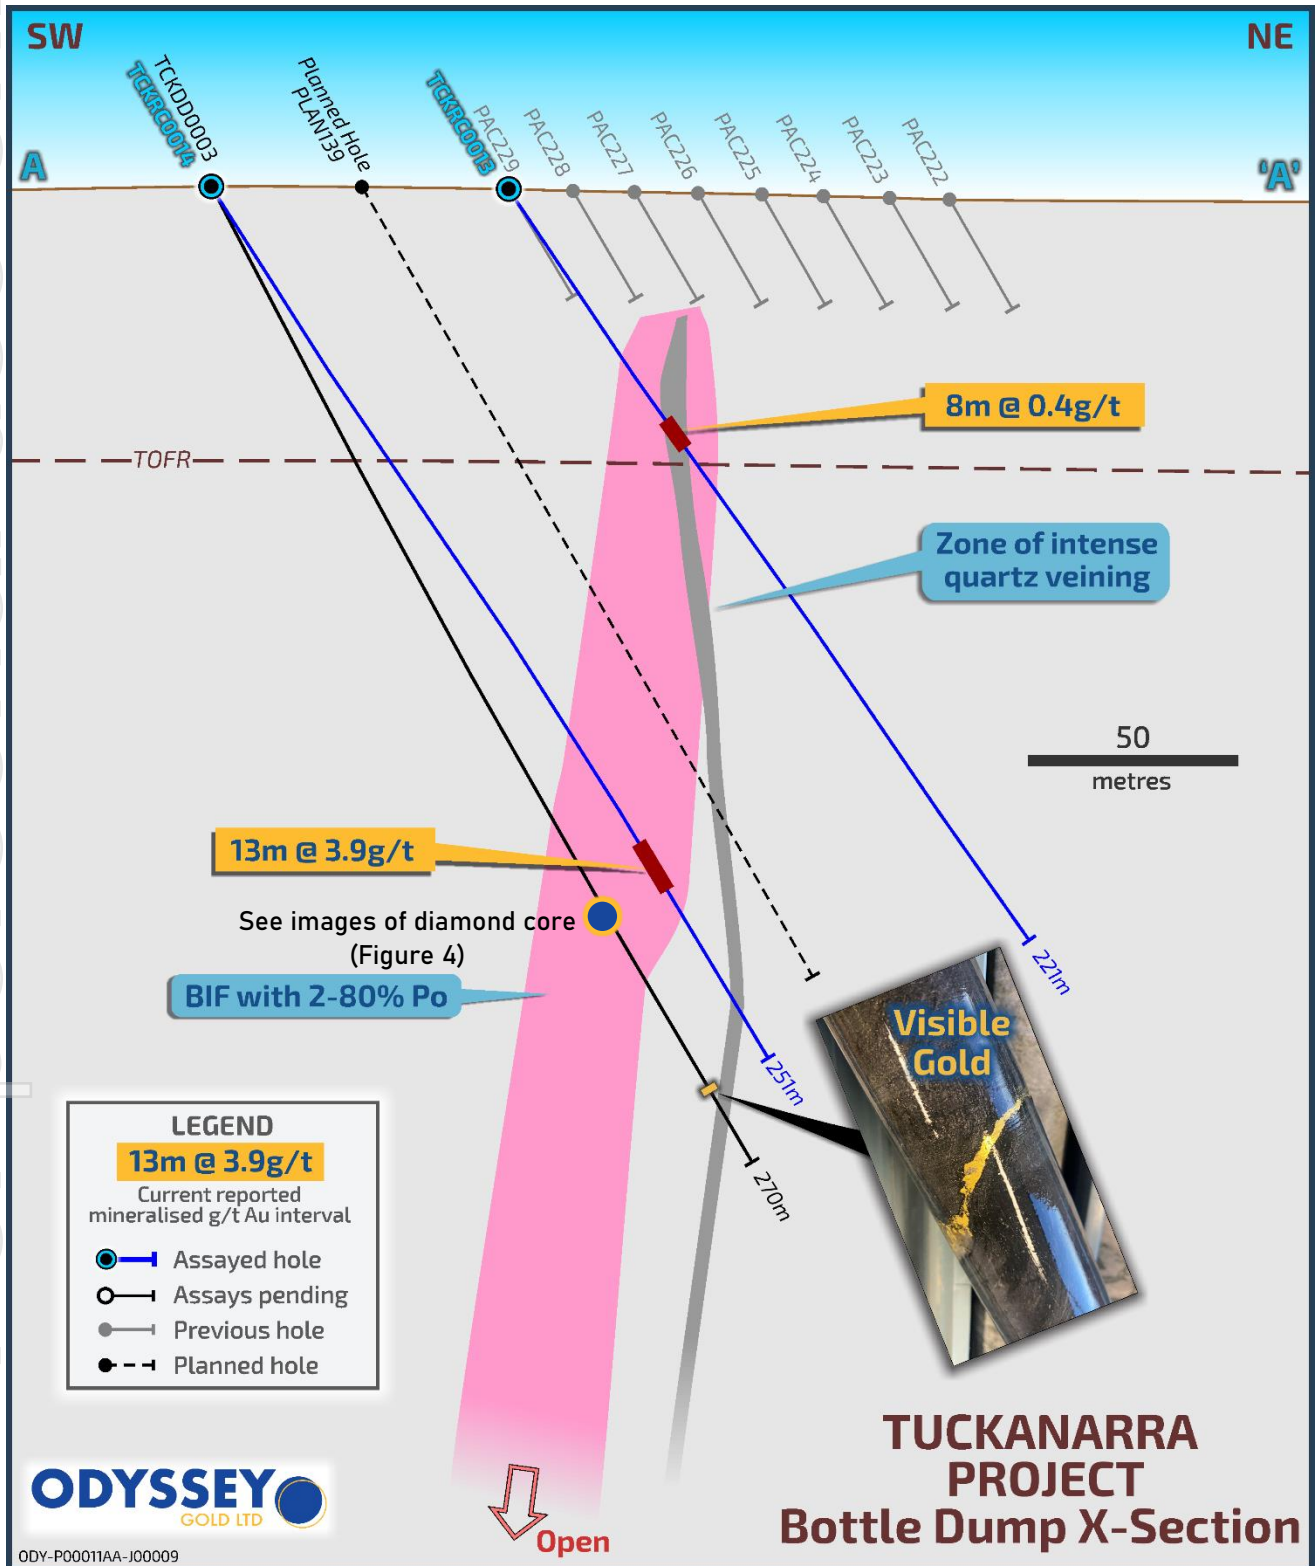 SW
NE
TCKRC0014
TCKDD0003
Planned Hole
PLAN139
TCKRC0013
PAC229
PAC228
PAC227
PAC226
PAC225
PAC224
PAC223
PAC222
A
'A'
8m @ 0.4g/t
TOFR
Zone of intense
quartz veining
50
metres
13m @ 3.9g/t
See images of diamond core
(Figure 4)
BIF with 2-80% Po
221m
Visible
Gold
251m
270m
LEGEND
13m @ 3.9g/t
Current reported
mineralised g/t Au interval
Assayed hole
Assays pending
Previous hole
Planned hole
TUCKANARRA
PROJECT
Bottle Dump X-Section
ODYSSEY
GOLD LTD
Open
ODY-P00011AA-J00009